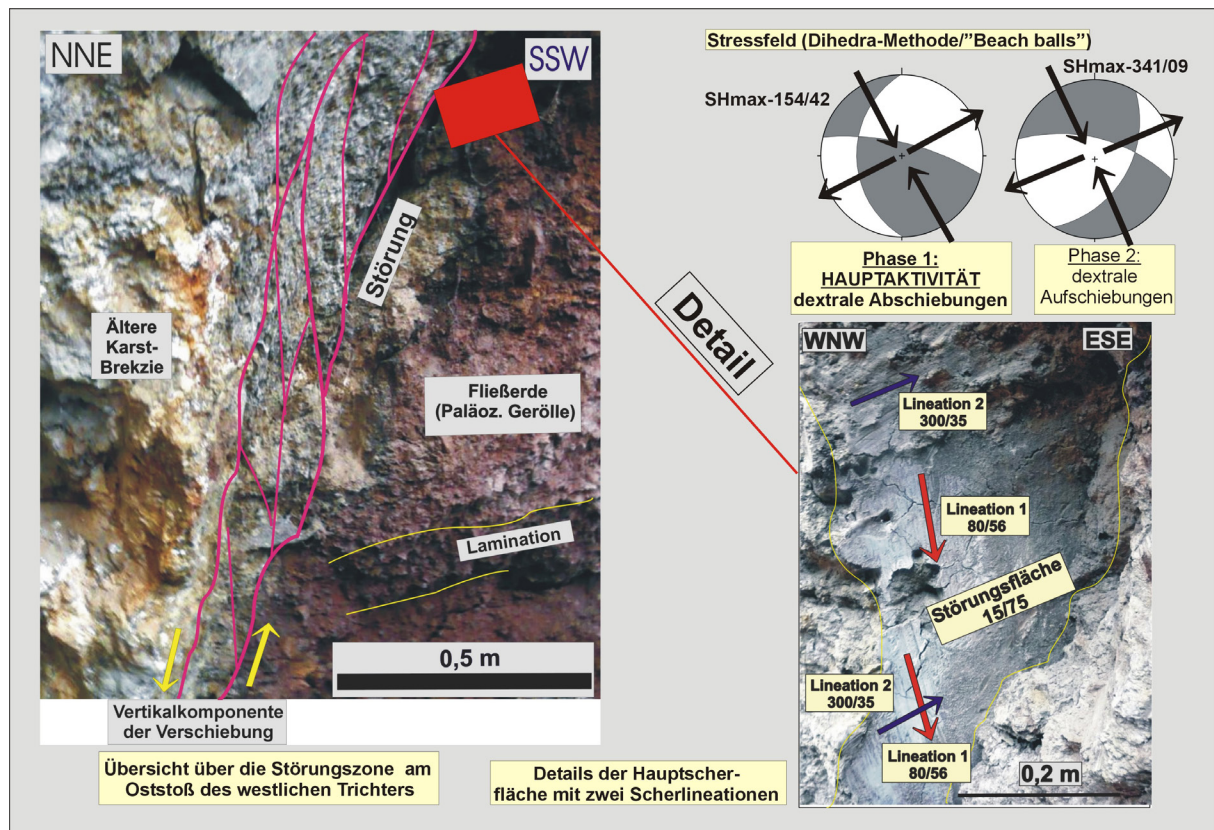 NNE
SSW
Störung
Ältere
Karst-
Brekzie
Fließerde
(Paläoz. Gerölle)
Lamination
0,5 m
Vertikalkomponente
der Verschiebung
Übersicht über die Störungszone am
Oststoß des westlichen Trichters
Stressfeld (Dihedra-Methode/"Beach balls")
SHmax-154/42
SHmax-341/09
Phase 1:
HAUPTAKTIVITÄT
dextrale Abschiebungen
Phase 2:
dextrale
Aufschiebungen
Detail
WNW
ESE
Lineation 2
300/35
Lineation 1
80/56
Störungsfläche
15/75
Lineation 2
300/35
Lineation 1
80/56
0,2 m
Details der Hauptscher-
fläche mit zwei Scherlineationen